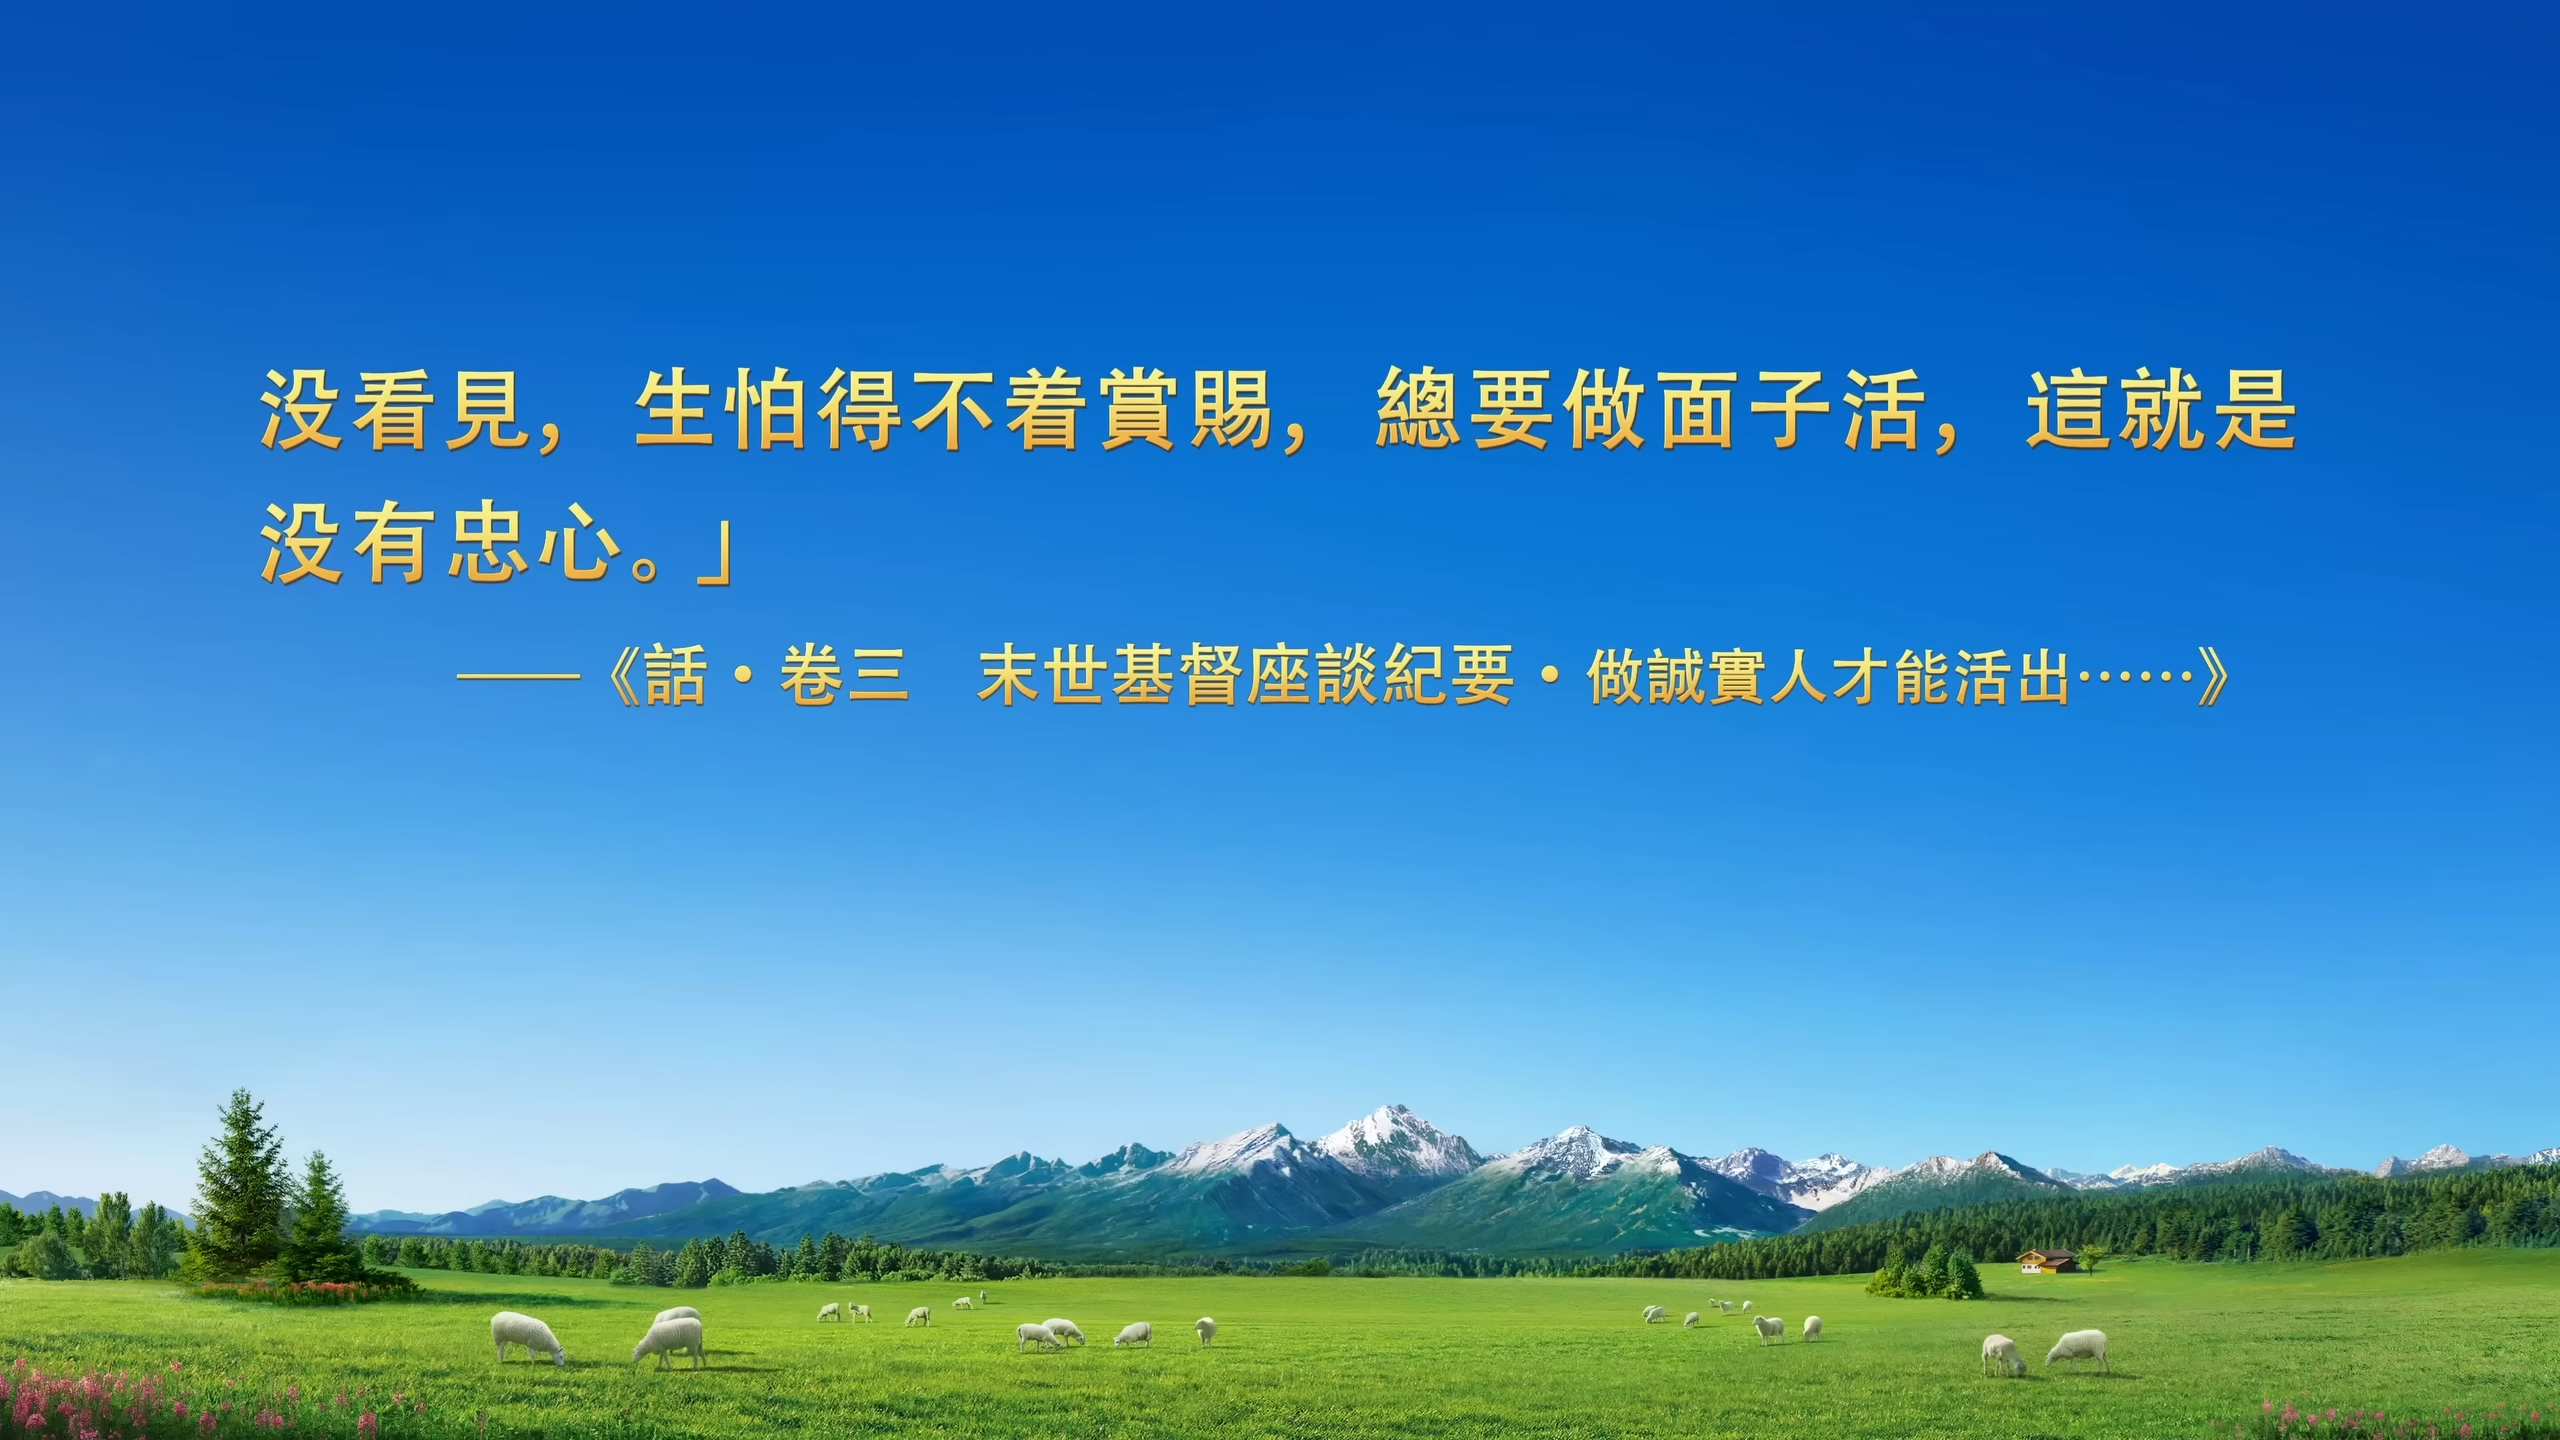 没看見，生怕得不着賞賜，總要做面子活，這就是
没有忠心。」
——《話・卷三　末世基督座談紀要・做誠實人才能活出……》